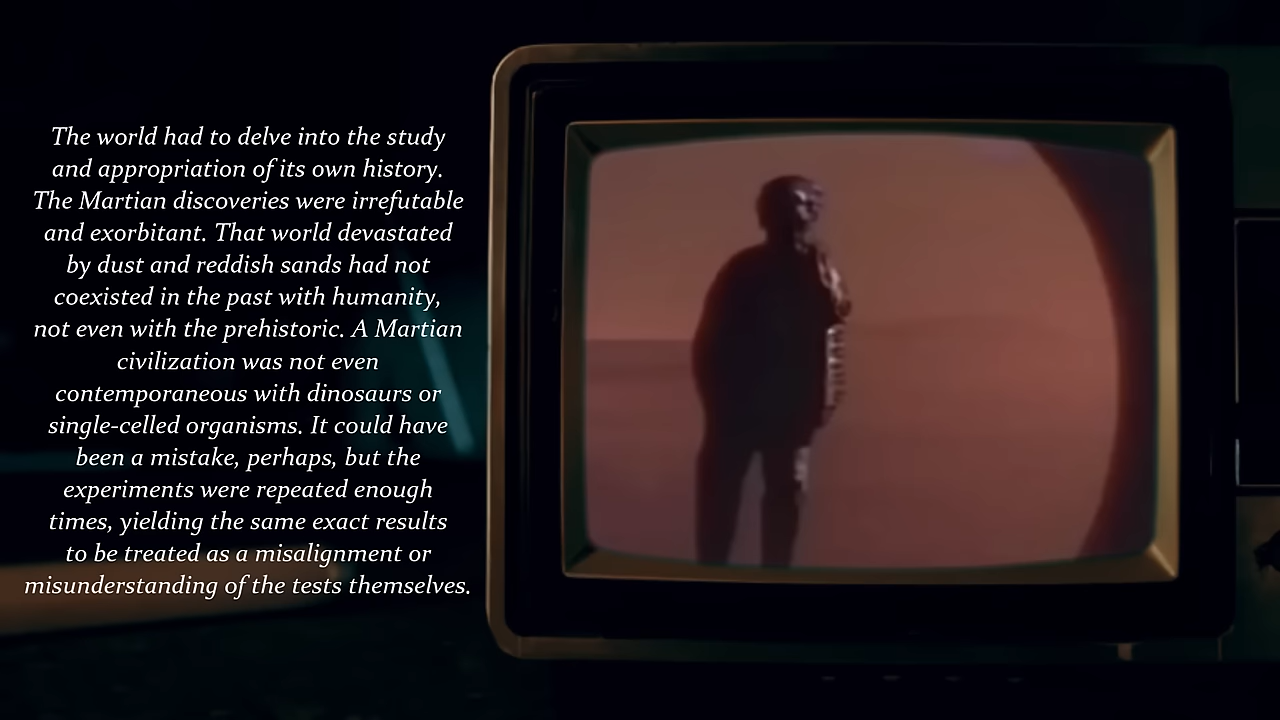 The world had to delve into the study
and appropriation of its own history.
The Martian discoveries were irrefutable
and exorbitant. That world devastated
by dust and reddish sands had not
coexisted in the past with humanity,
not even with the prehistoric. A Martian
civilization was not even
contemporaneous with dinosaurs or
single-celled organisms. It could have
been a mistake, perhaps, but the
experiments were repeated enough
times, yielding the same exact results
to be treated as a misalignment or
misunderstanding of the tests themselves.